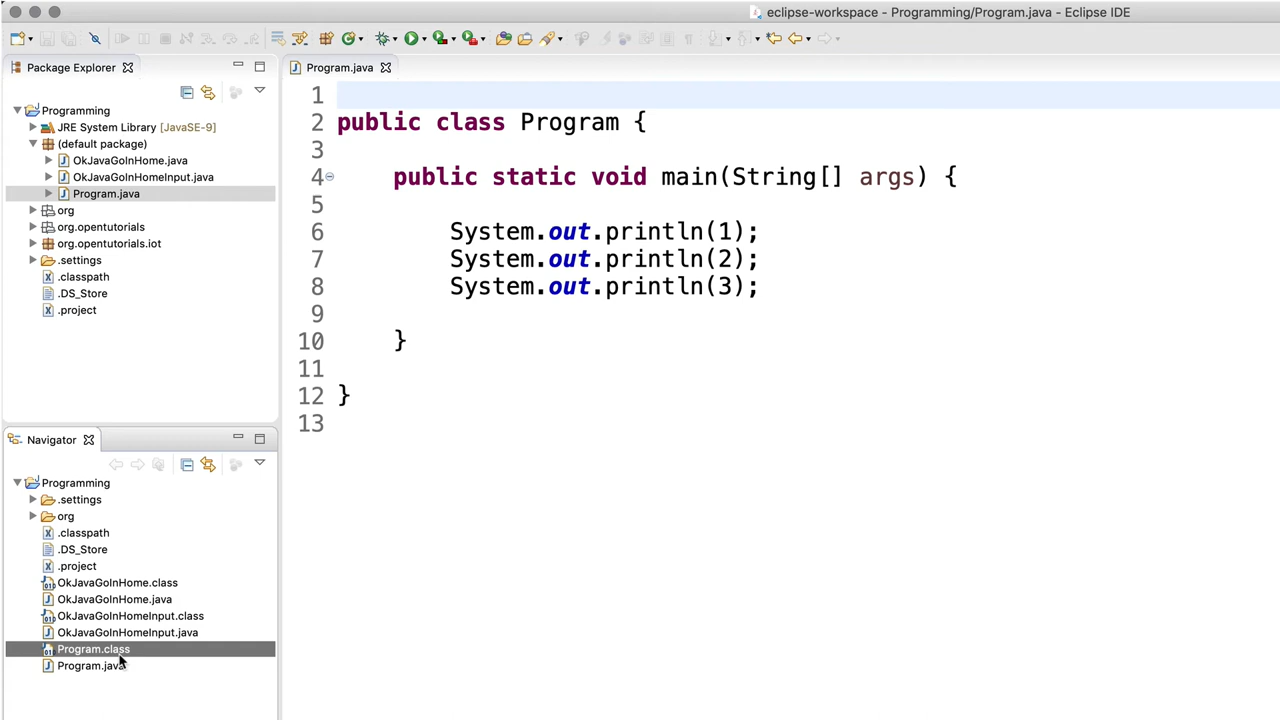 eclipse-workspace - Programming/Program.java - Eclipse IDE
Package Explorer
Programming
JRE System Library [JavaSE-9]
(default package)
OkJavaGoInHome.java
OkJavaGoInHomeInput.java
Program.java
org
org.opentutorials
org.opentutorials.iot
.settings
.classpath
.DS_Store
.project
Navigator
Programming
.settings
org
.classpath
.DS_Store
.project
OkJavaGoInHome.class
OkJavaGoInHome.java
OkJavaGoInHomeInput.class
OkJavaGoInHomeInput.java
Program.class
Program.java
Program.java
1
2 public class Program {
3
4 public static void main(String[] args) {
5
6 System.out.println(1);
7 System.out.println(2);
8 System.out.println(3);
9
10 }
11
12 }
13